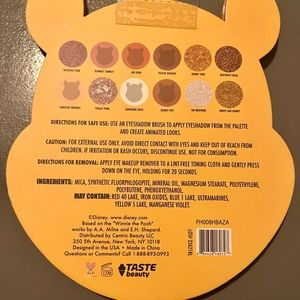 DIRECTIONS FOR SAFE USE: USE AN EYESHADOW BRUSH TO APPLY EYESHADOW FROM THE PALETTE
AND TO CREATE ANIMATED LOOKS.
CAUTION: FOR EXTERNAL USE ONLY. AVOID DIRECT CONTACT WITH EYES AND KEEP OUT OF REACH FROM
CHILDREN. IF IRRITATION OR RASH OCCURS, DISCONTINUE USE. NOT FOR CONSUMPTION.
DIRECTIONS FOR REMOVAL: APPLY EYE MAKEUP REMOVER TO A LINT-FREE TONING CLOTH AND GENTLY PRESS
DOWN ON THE EYE, HOLDING FOR 20 SECONDS.
INGREDIENTS: MICA, SYNTHETIC FLUORPHLOGOPITE, MINERAL OIL, MAGNESIUM STEARATE, POLYETHYLENE,
POLYBUTENE, PHENOXYETHANOL.
MAY CONTAIN: RED 40 LAKE, IRON OXIDES, BLUE 1 LAKE, ULTRAMARINES,
YELLOW 5 LAKE, MANGANESE VIOLET.
©Disney. www.disney.com
Based on the "Winnie the Pooh"
works by A.A. Milne and E.H. Shepard.
Distributed by Centric Beauty LLC
350 5th Avenue, New York, NY 10118
Designed in the USA • Made in China
Questions or Comments? Call 1-888-893-0993
PH008HBAZA
12M
TASTE
beauty